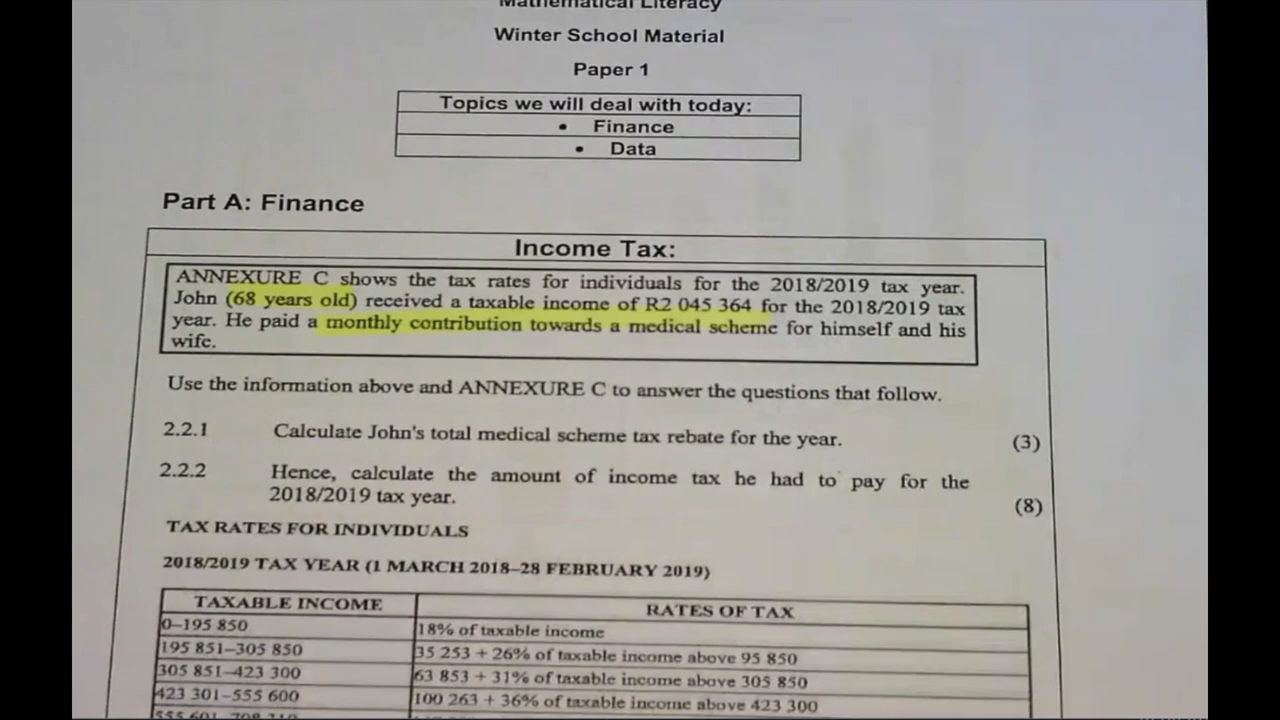 Mathematical Literacy
Winter School Material
Paper 1
Topics we will deal with today:
• Finance
• Data
Part A: Finance
Income Tax:
ANNEXURE C shows the tax rates for individuals for the 2018/2019 tax year.
John (68 years old) received a taxable income of R2 045 364 for the 2018/2019 tax
year. He paid a monthly contribution towards a medical scheme for himself and his
wife.
Use the information above and ANNEXURE C to answer the questions that follow.
2.2.1 Calculate John's total medical scheme tax rebate for the year. (3)
2.2.2 Hence, calculate the amount of income tax he had to pay for the
2018/2019 tax year. (8)
TAX RATES FOR INDIVIDUALS
2018/2019 TAX YEAR (1 MARCH 2018–28 FEBRUARY 2019)
TAXABLE INCOME RATES OF TAX
0–195 850 18% of taxable income
195 851–305 850 35 253 + 26% of taxable income above 95 850
305 851–423 300 63 853 + 31% of taxable income above 305 850
423 301–555 600 100 263 + 36% of taxable income above 423 300